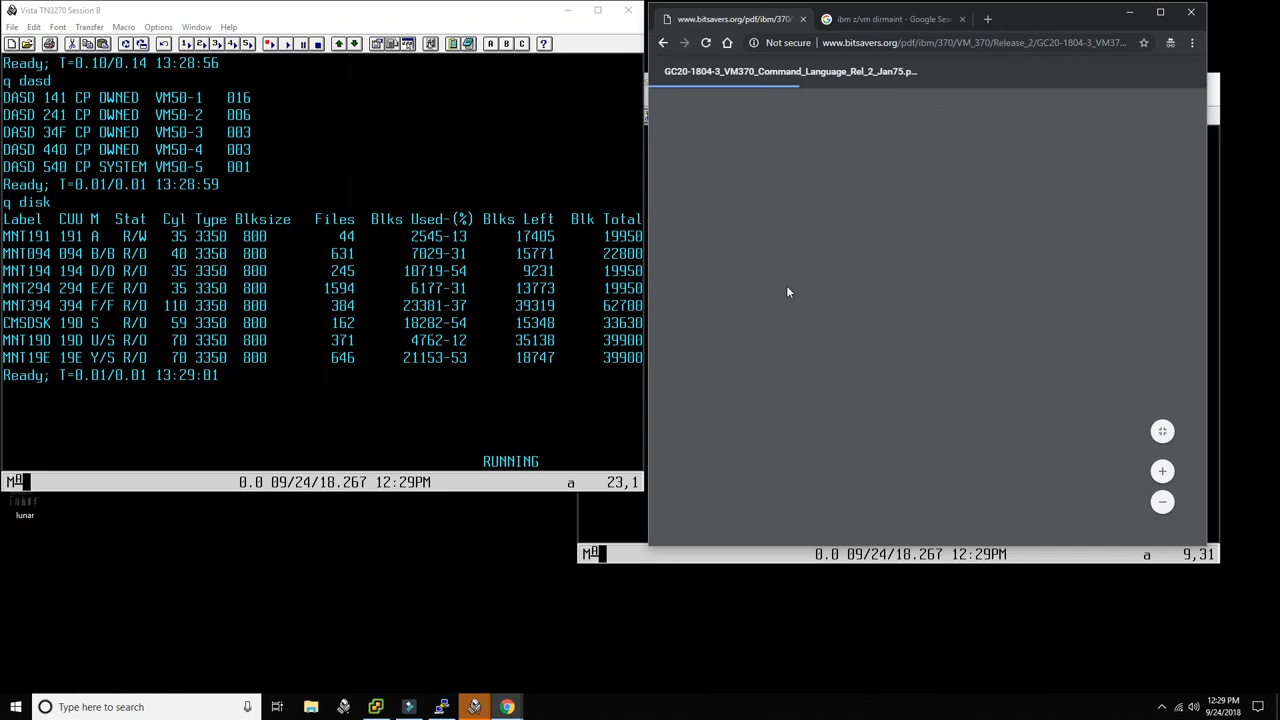 Vista TN3270 Session B
File Edit View Font Transfer Macro Options Window Help
Ready; T=0.10/0.14 13:28:56
q dasd
DASD 141 CP OWNED VM50-1 016
DASD 241 CP OWNED VM50-2 006
DASD 34F CP OWNED VM50-3 003
DASD 440 CP OWNED VM50-4 003
DASD 540 CP SYSTEM VM50-5 001
Ready; T=0.01/0.01 13:28:59
q disk
Label CUU M Stat Cyl Type Blksize Files Blks Used-(%) Blks Left Blk Total
MNT191 191 A R/W 35 3350 800 44 2545-13 17405 19950
MNT094 094 B/B R/O 40 3350 800 631 7029-31 15771 22800
MNT194 194 D/D R/O 35 3350 800 245 10719-54 9231 19950
MNT294 294 E/E R/O 35 3350 800 1594 6177-31 13773 19950
MNT394 394 F/F R/O 110 3350 800 384 23381-37 39319 62700
CMSDSK 190 S R/O 59 3350 800 162 18282-54 15348 33630
MNT19D 19D U/S R/O 70 3350 800 371 4762-12 35138 39900
MNT19E 19E Y/S R/O 70 3350 800 646 21153-53 18747 39900
Ready; T=0.01/0.01 13:29:01
RUNNING
0.0 09/24/18.267 12:29PM a 23,1
lunar
www.bitsavers.org/pdf/ibm/370/
ibm z/vm dirmaint - Google Sea
Not secure www.bitsavers.org/pdf/ibm/370/VM_370/Release_2/GC20-1804-3_VM37...
GC20-1804-3_VM370_Command_Language_Rel_2_Jan75.p...
0.0 09/24/18.267 12:29PM a 9,31
Type here to search
12:29 PM
9/24/2018